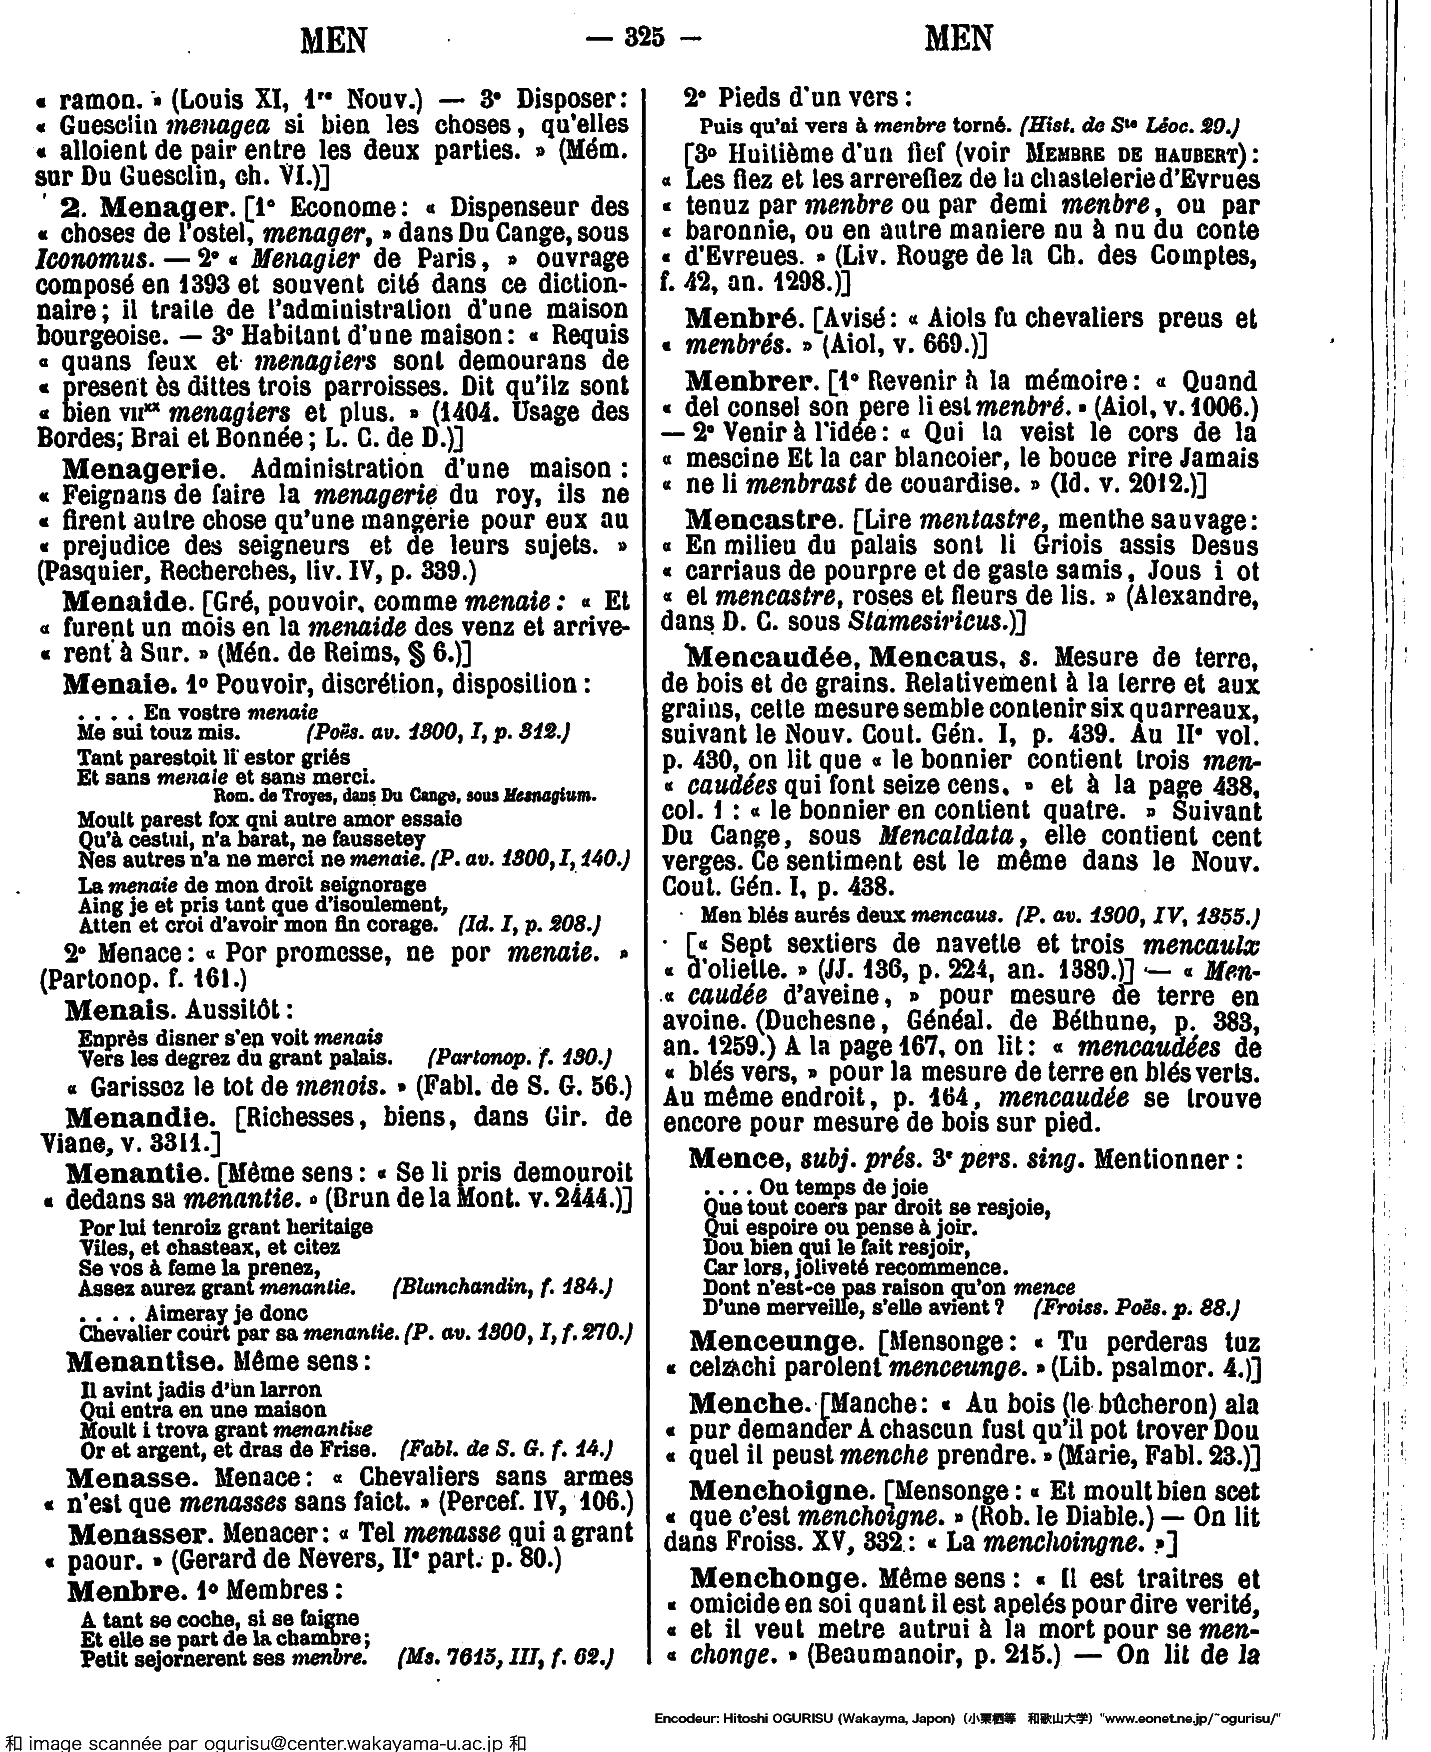 MEN — 325 — MEN
« ramon. » (Louis XI, 1re Nouv.) — 3° Disposer:
« Guesclin menagea si bien les choses, qu'elles
« alloient de pair entre les deux parties. » (Mém.
sur Du Guesclin, ch. VI.)]
2. Menager. [1° Econome: « Dispenseur des
« choses de l'ostel, menager, » dans Du Cange, sous
Iconomus. — 2° « Menagier de Paris, » ouvrage
composé en 1393 et souvent cité dans ce diction-
naire; il traite de l'administration d'une maison
bourgeoise. — 3° Habitant d'une maison: « Requis
« quans feux et menagiers sont demourans de
« present ès dittes trois parroisses. Dit qu'ilz sont
« bien VIIxx menagiers et plus. » (1404. Usage des
Bordes; Brai et Bonnée; L. C. de D.)]
Menagerie. Administration d'une maison:
« Feignans de faire la menagerie du roy, ils ne
« firent autre chose qu'une mangerie pour eux au
« prejudice des seigneurs et de leurs sujets. »
(Pasquier, Recherches, liv. IV, p. 339.)
Menaide. [Gré, pouvoir, comme menaie: « Et
« furent un mois en la menaide des venz et arrive-
« rent à Sur. » (Mén. de Reims, § 6.)]
Menaie. 1° Pouvoir, discrétion, disposition:
. . . . En vostre menaie
Me sui touz mis. (Poës. av. 1300, I, p. 312.)
Tant parestoit li estor griés
Et sans menaie et sans merci.
Rom. de Troyes, dans Du Cange, sous Mesnagium.
Moult parest fox qui autre amor essaie
Qu'à cestui, n'a barat, ne faussetey
Nes autres n'a ne merci ne menaie. (P. av. 1300, I, 140.)
La menaie de mon droit seignorage
Aing je et pris tant que d'isoulement,
Atten et croi d'avoir mon fin corage. (Id. I, p. 208.)
2° Menace: « Por promesse, ne por menaie. »
(Partonop. f. 161.)
Menais. Aussitôt:
Enprès disner s'en voit menais
Vers les degrez du grant palais. (Partonop. f. 130.)
« Garissez le tot de menois. » (Fabl. de S. G. 56.)
Menandie. [Richesses, biens, dans Gir. de
Viane, v. 3311.]
Menantie. [Même sens: « Se li pris demouroit
« dedans sa menantie. » (Brun de la Mont. v. 2444.)]
Por lui tenroiz grant heritaige
Viles, et chasteax, et citez
Se vos à feme la prenez,
Assez aurez grant menantie. (Blanchandin, f. 184.)
. . . . Aimeray je donc
Chevalier court par sa menantie. (P. av. 1300, I, f. 270.)
Menantise. Même sens:
Il avint jadis d'un larron
Qui entra en une maison
Moult i trova grant menantise
Or et argent, et dras de Frise. (Fabl. de S. G. f. 14.)
Menasse. Menace: « Chevaliers sans armes
« n'est que menasses sans faict. » (Percef. IV, 106.)
Menasser. Menacer: « Tel menasse qui a grant
« paour. » (Gerard de Nevers, II° part. p. 80.)
Menbre. 1° Membres:
A tant se coche, si se faigne
Et elle se part de la chambre;
Petit sejornerent ses menbre. (Ms. 7615, III, f. 62.)
2° Pieds d'un vers:
Puis qu'ai vers à menbre torné. (Hist. de Ste Léoc. 29.)
[3° Huitième d'un fief (voir MEMBRE DE HAUBERT):
« Les fiez et les arrerefiez de la chastelerie d'Evrues
« tenuz par menbre ou par demi menbre, ou par
« baronnie, ou en autre maniere nu à nu du conte
« d'Evreues. » (Liv. Rouge de la Ch. des Comptes,
f. 42, an. 1298.)]
Menbré. [Avisé: « Aiols fu chevaliers preus et
« menbrés. » (Aiol, v. 669.)]
Menbrer. [1° Revenir à la mémoire: « Quand
« del consel son pere li est menbré. » (Aiol, v. 1006.)
— 2° Venir à l'idée: « Qui la veist le cors de la
« mescine Et la car blancoier, le bouce rire Jamais
« ne li menbrast de couardise. » (Id. v. 2012.)]
Mencastre. [Lire mentastre, menthe sauvage:
« En milieu du palais sont li Griois assis Desus
« carriaus de pourpre et de gaste samis, Jous i ot
« et mencastre, roses et fleurs de lis. » (Alexandre,
dans D. C. sous Stamesiricus.)]
Mencaudée, Mencaus, s. Mesure de terre,
de bois et de grains. Relativement à la terre et aux
grains, cette mesure semble contenir six quarreaux,
suivant le Nouv. Cout. Gén. I, p. 439. Au II° vol.
p. 430, on lit que « le bonnier contient trois men-
« caudées qui font seize cens, » et à la page 438,
col. 1: « le bonnier en contient quatre. » Suivant
Du Cange, sous Mencaldata, elle contient cent
verges. Ce sentiment est le même dans le Nouv.
Cout. Gén. I, p. 438.
Men blés aurés deux mencaus. (P. av. 1300, IV, 1355.)
[« Sept sextiers de navette et trois mencaulx
« d'oliette. » (JJ. 136, p. 224, an. 1389.)] — « Men-
« caudée d'aveine, » pour mesure de terre en
avoine. (Duchesne, Généal. de Béthune, p. 383,
an. 1259.) A la page 167, on lit: « mencaudées de
« blés vers, » pour la mesure de terre en blés verts.
Au même endroit, p. 164, mencaudée se trouve
encore pour mesure de bois sur pied.
Mence, subj. prés. 3e pers. sing. Mentionner:
. . . . Ou temps de joie
Que tout coers par droit se resjoie,
Qui espoire ou pense à joir.
Dou bien qui le fait resjoir,
Car lors, joliveté recommence.
Dont n'est-ce pas raison qu'on mence
D'une merveille, s'elle avient? (Froiss. Poës. p. 88.)
Menceunge. [Mensonge: « Tu perderas tuz
« celz chi parolent menceunge. » (Lib. psalmor. 4.)]
Menche. [Manche: « Au bois (le bûcheron) ala
« pur demander A chascun fust qu'il pot trover Dou
« quel il peust menche prendre. » (Marie, Fabl. 23.)]
Menchoigne. [Mensonge: « Et moult bien scet
« que c'est menchoigne. » (Rob. le Diable.) — On lit
dans Froiss. XV, 332: « La menchoingne. »]
Menchonge. Même sens: « Il est traitres et
« omicide en soi quant il est apelés pour dire verité,
« et il veut metre autrui à la mort pour se men-
« chonge. » (Beaumanoir, p. 215.) — On lit de la
Encodeur: Hitoshi OGURISU (Wakayma, Japon) (小栗栖等 和歌山大学) "www.eonet.ne.jp/~ogurisu/"
和 image scannée par ogurisu@center.wakayama-u.ac.jp 和